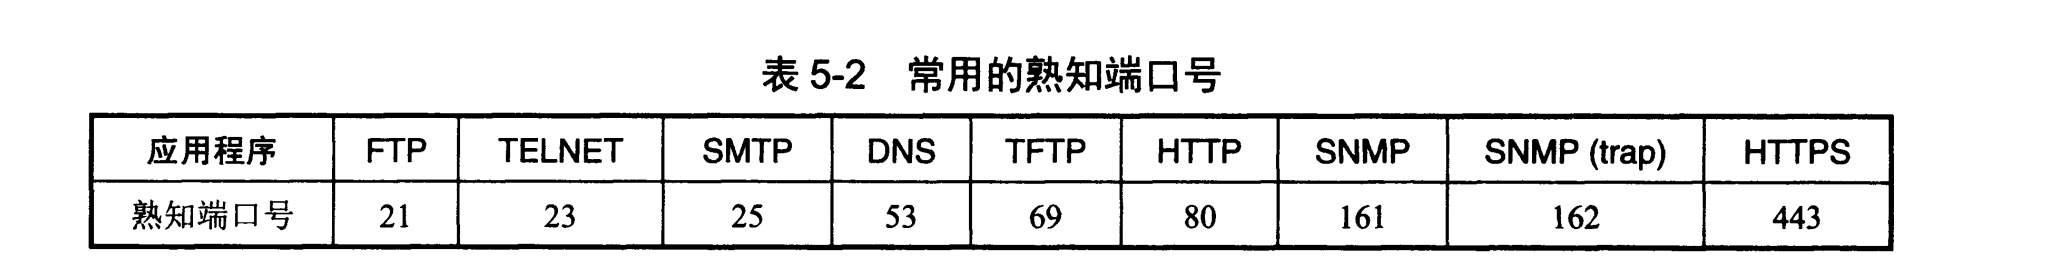 表 5-2 常用的熟知端口号
应用程序 FTP TELNET SMTP DNS TFTP HTTP SNMP SNMP (trap) HTTPS
熟知端口号 21 23 25 53 69 80 161 162 443